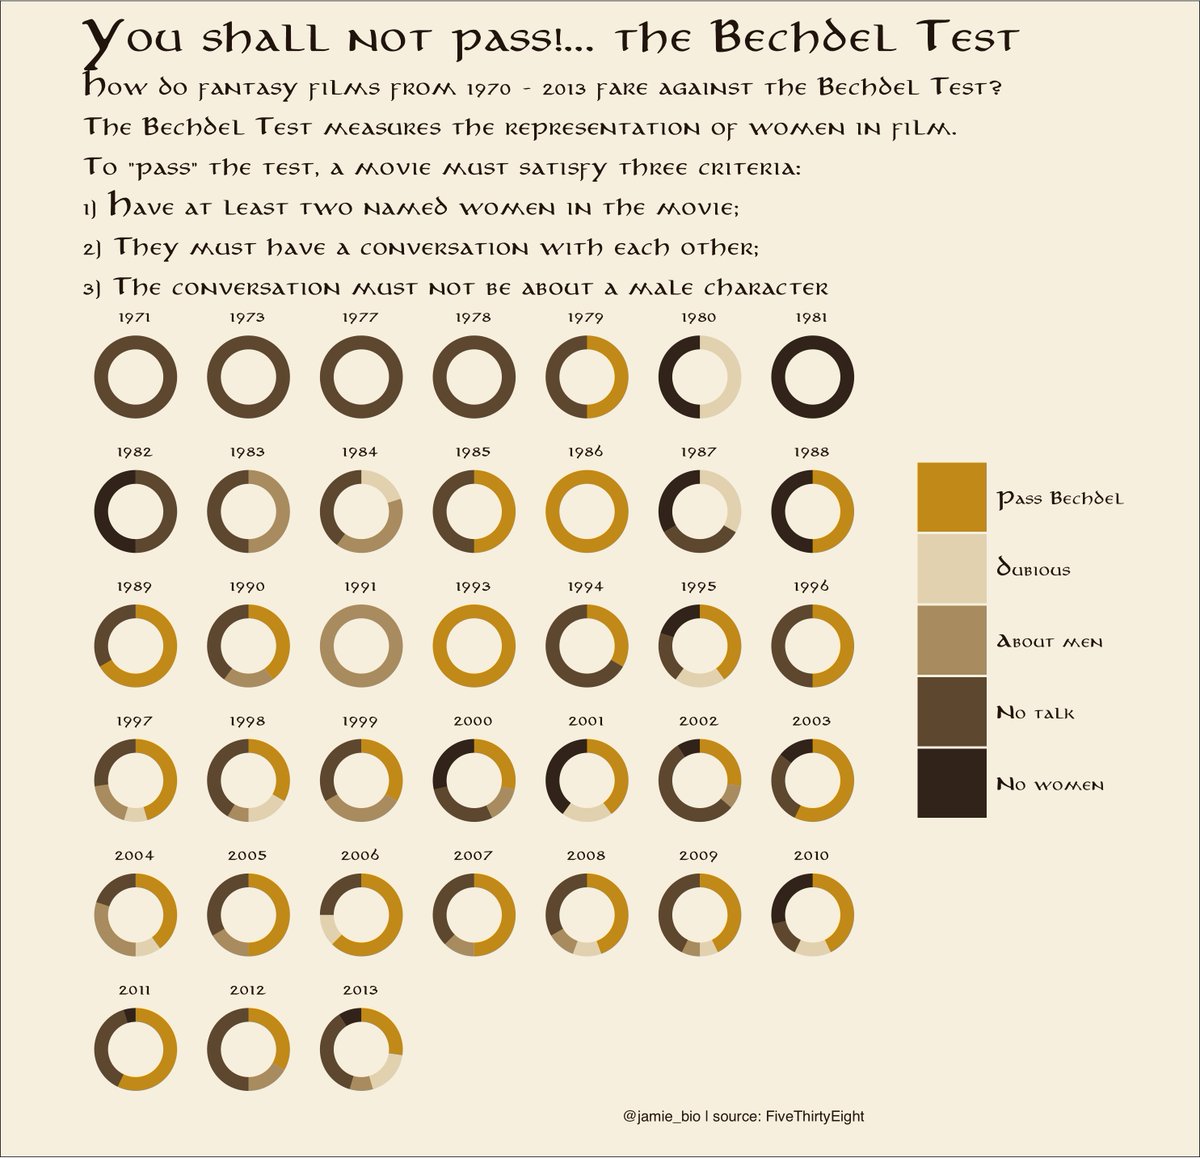 You shall not pass!... the Bechdel Test
How do fantasy films from 1970 - 2013 fare against the Bechdel Test?
The Bechdel Test measures the representation of women in film.
To "pass" the test, a movie must satisfy three criteria:
1) Have at least two named women in the movie;
2) They must have a conversation with each other;
3) The conversation must not be about a male character
1971 1973 1977 1978 1979 1980 1981
1982 1983 1984 1985 1986 1987 1988
1989 1990 1991 1993 1994 1995 1996
1997 1998 1999 2000 2001 2002 2003
2004 2005 2006 2007 2008 2009 2010
2011 2012 2013
Pass Bechdel
Dubious
About men
No talk
No women
@jamie_bio | source: FiveThirtyEight